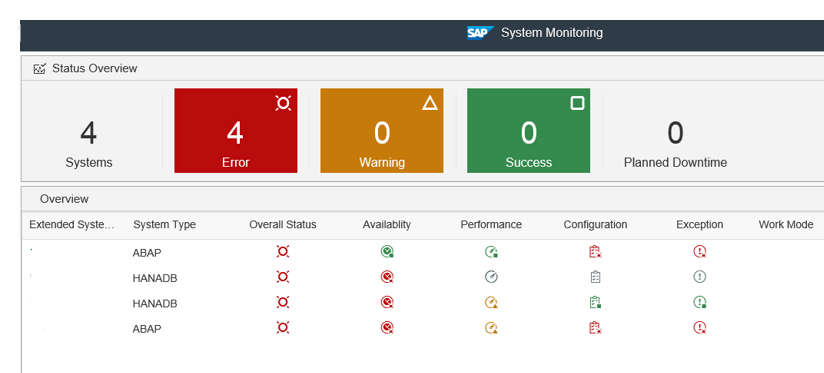 SAP System Monitoring
Status Overview
4 4 0 0 0
Systems Error Warning Success Planned Downtime
Overview
Extended Syste... System Type Overall Status Availablity Performance Configuration Exception Work Mode
ABAP
HANADB
HANADB
ABAP